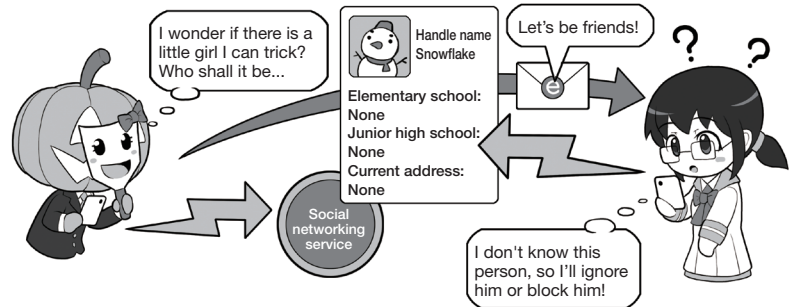 I wonder if there is a
little girl I can trick?
Who shall it be...
Handle name
Snowflake
Elementary school:
None
Junior high school:
None
Current address:
None
Let's be friends!
e
? ?
Social
networking
service
I don't know this
person, so I'll ignore
him or block him!